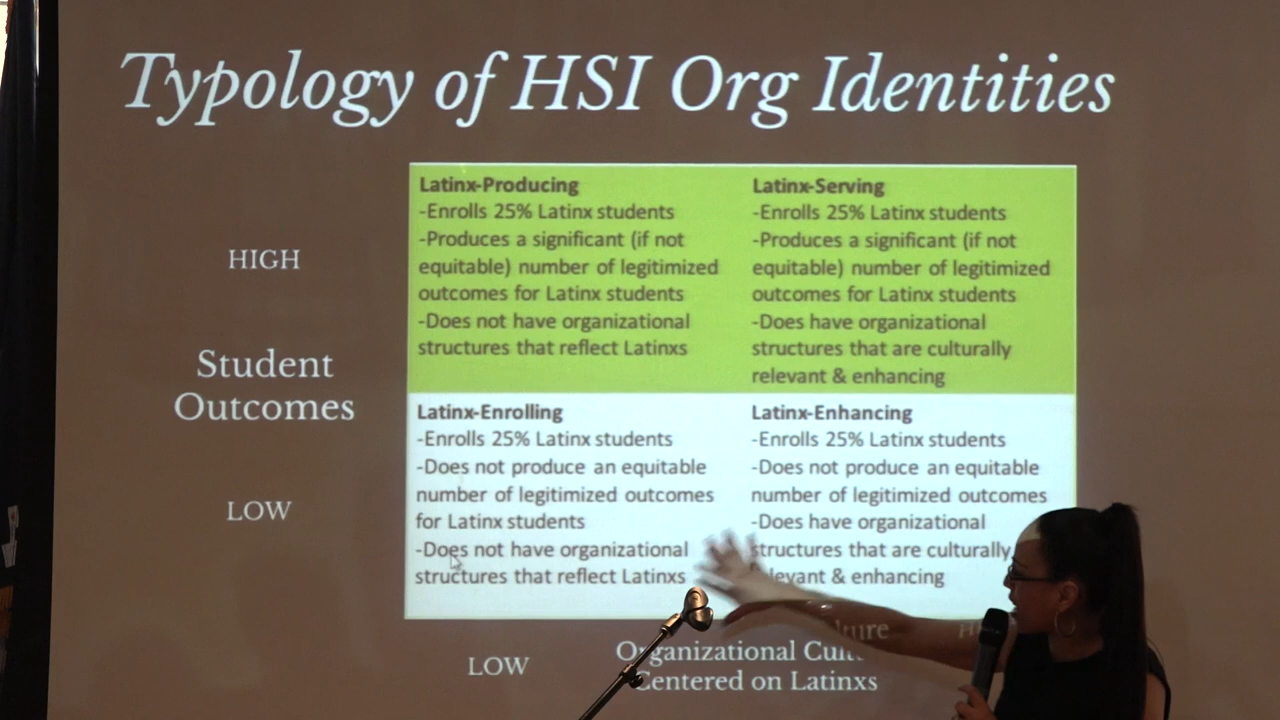 Typology of HSI Org Identities
Latinx-Producing
-Enrolls 25% Latinx students
-Produces a significant (if not
equitable) number of legitimized
outcomes for Latinx students
-Does not have organizational
structures that reflect Latinxs
Latinx-Serving
-Enrolls 25% Latinx students
-Produces a significant (if not
equitable) number of legitimized
outcomes for Latinx students
-Does have organizational
structures that are culturally
relevant & enhancing
HIGH
Student
Outcomes
LOW
Latinx-Enrolling
-Enrolls 25% Latinx students
-Does not produce an equitable
number of legitimized outcomes
for Latinx students
-Does not have organizational
structures that reflect Latinxs
Latinx-Enhancing
-Enrolls 25% Latinx students
-Does not produce an equitable
number of legitimized outcomes
-Does have organizational
structures that are culturally
relevant & enhancing
LOW
Organizational
Centered on Latinxs